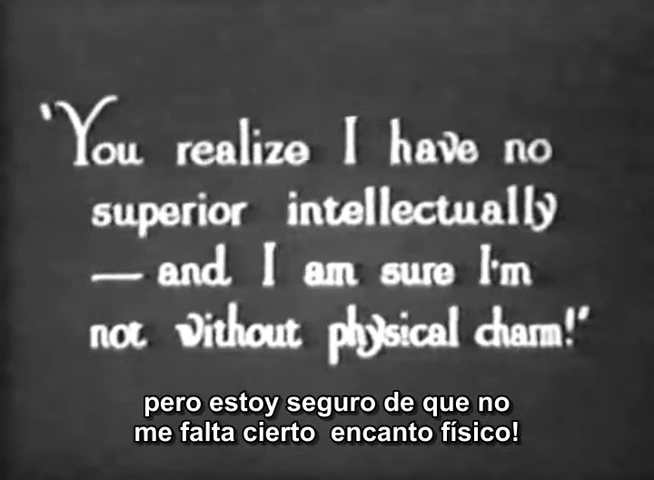 "You realize I have no
superior intellectually
— and I am sure I'm
not without physical charm!"
pero estoy seguro de que no
me falta cierto encanto físico!